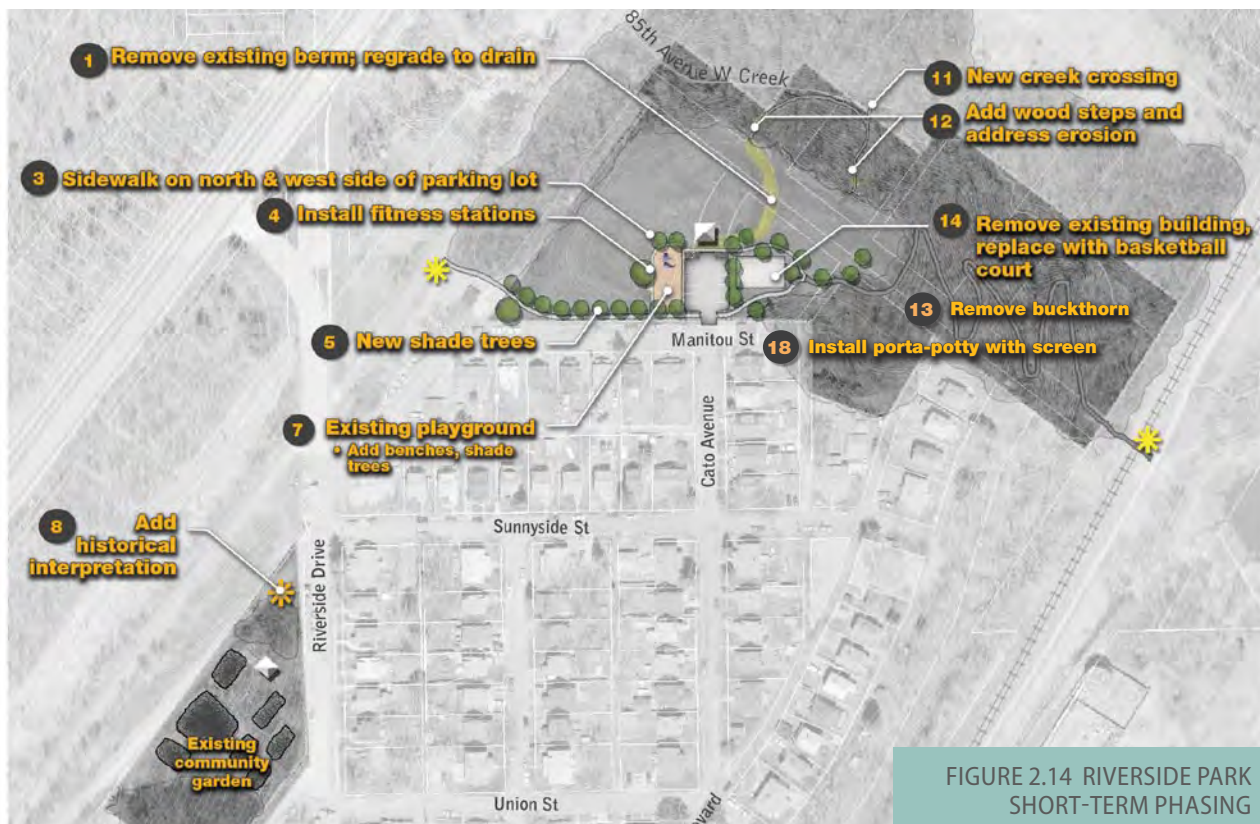 85th Avenue W Creek
1 Remove existing berm; regrade to drain
11 New creek crossing
12 Add wood steps and
address erosion
3 Sidewalk on north & west side of parking lot
4 Install fitness stations
14 Remove existing building,
replace with basketball
court
13 Remove buckthorn
5 New shade trees
Manitou St
18 Install porta-potty with screen
7 Existing playground
• Add benches, shade
trees
Cato Avenue
Sunnyside St
8 Add
historical
interpretation
Riverside Drive
Existing
community
garden
Union St
FIGURE 2.14 RIVERSIDE PARK
SHORT-TERM PHASING